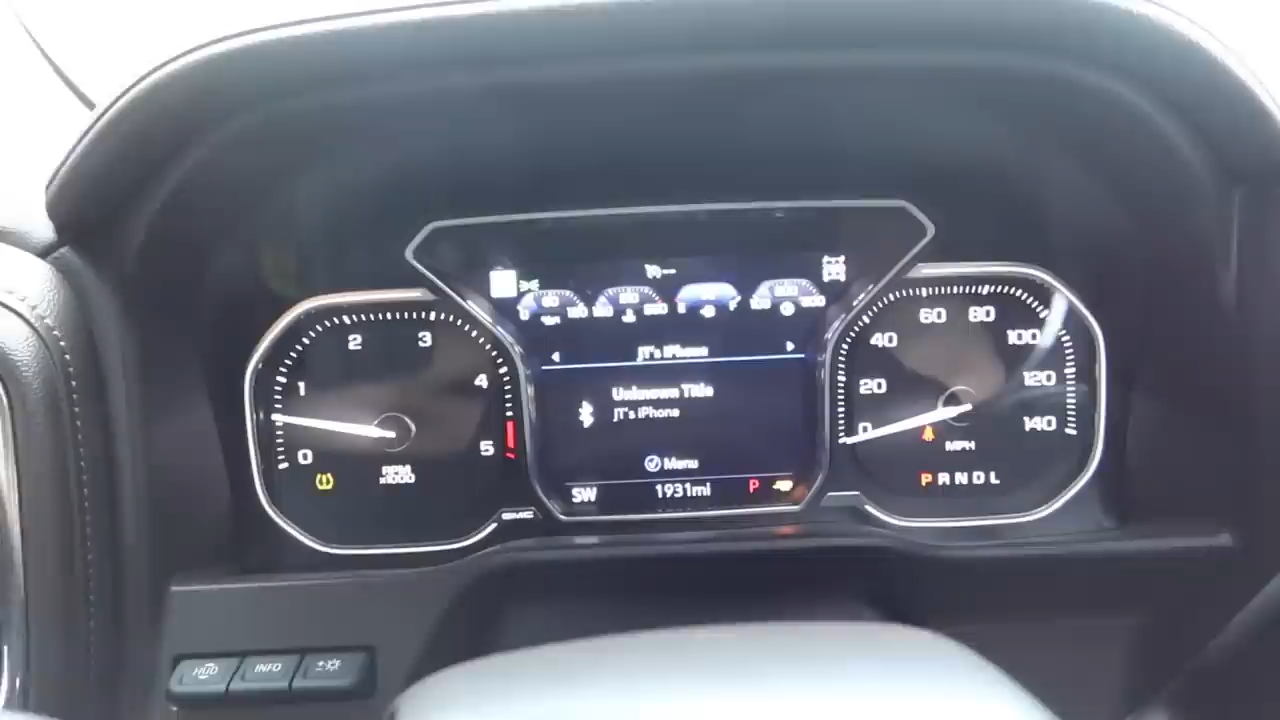 JT's iPhone
Unknown Title
JT's iPhone
Menu
SW 1931mi P
0 1 2 3 4 5
RPM
x1000
GMC
0 20 40 60 80 100 120 140
MPH
P R N D L
HUD INFO